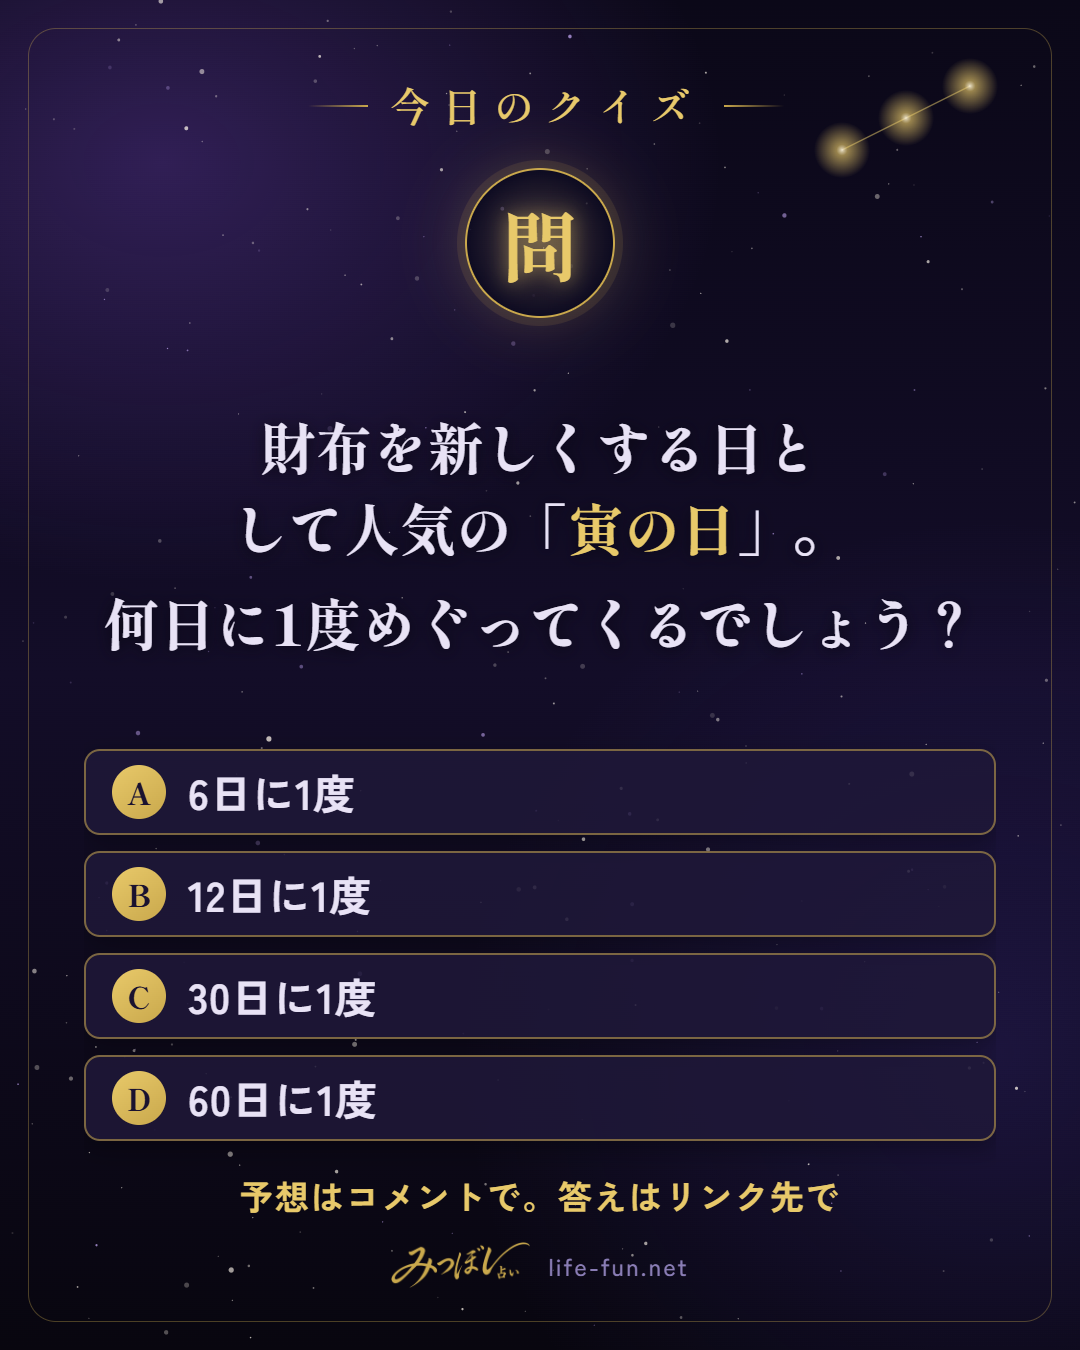 今日のクイズ
問
財布を新しくする日と
して人気の「寅の日」。
何日に1度めぐってくるでしょう？
A 6日に1度
B 12日に1度
C 30日に1度
D 60日に1度
予想はコメントで。答えはリンク先で
みつぼし占い life-fun.net